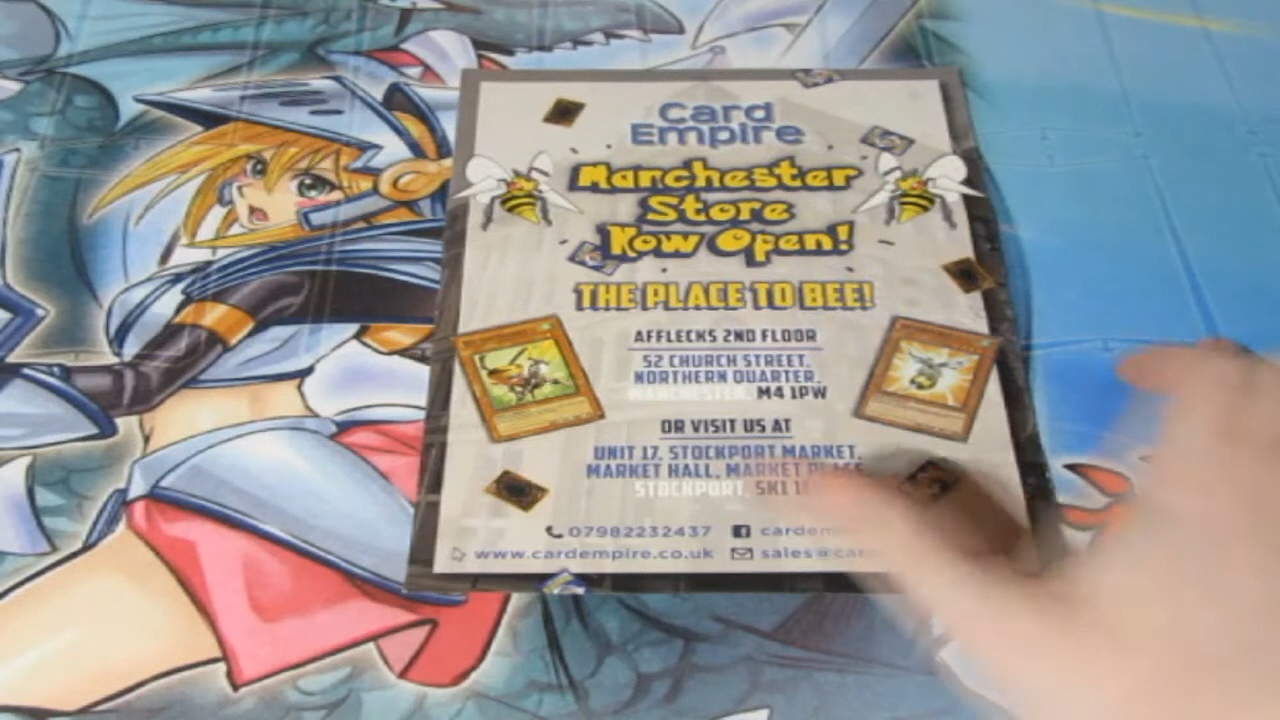 Card
Empire
Manchester
Store
Now Open!
THE PLACE TO BEE!
AFFLECKS 2ND FLOOR
52 CHURCH STREET,
NORTHERN QUARTER,
MANCHESTER, M4 1PW
OR VISIT US AT
UNIT 17, STOCKPORT MARKET,
MARKET HALL, MARKET PLACE
STOCKPORT, SK1
07982232437
www.cardempire.co.uk